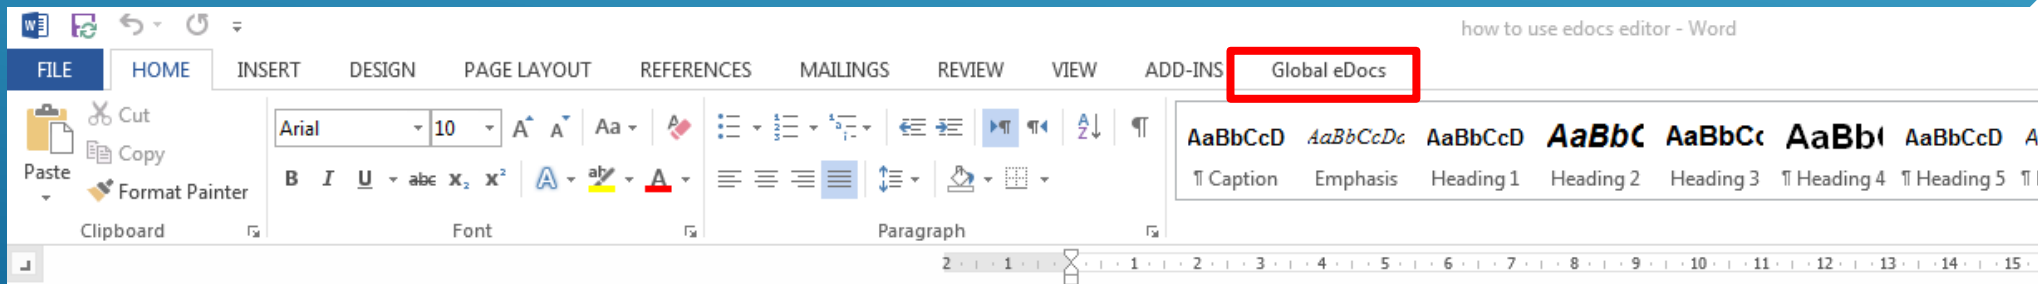 how to use edocs editor - Word
FILE HOME INSERT DESIGN PAGE LAYOUT REFERENCES MAILINGS REVIEW VIEW ADD-INS Global eDocs
Cut
Copy
Format Painter
Paste
Clipboard
Arial 10 Aa
B I U abc x₂ x² A aby A
Font
Paragraph
AaBbCcD AaBbCcDc AaBbCcD AaBbC AaBbCc AaBb AaBbCcD A
¶ Caption Emphasis Heading 1 Heading 2 Heading 3 ¶ Heading 4 ¶ Heading 5 ¶
2 1 1 2 3 4 5 6 7 8 9 10 11 12 13 14 15